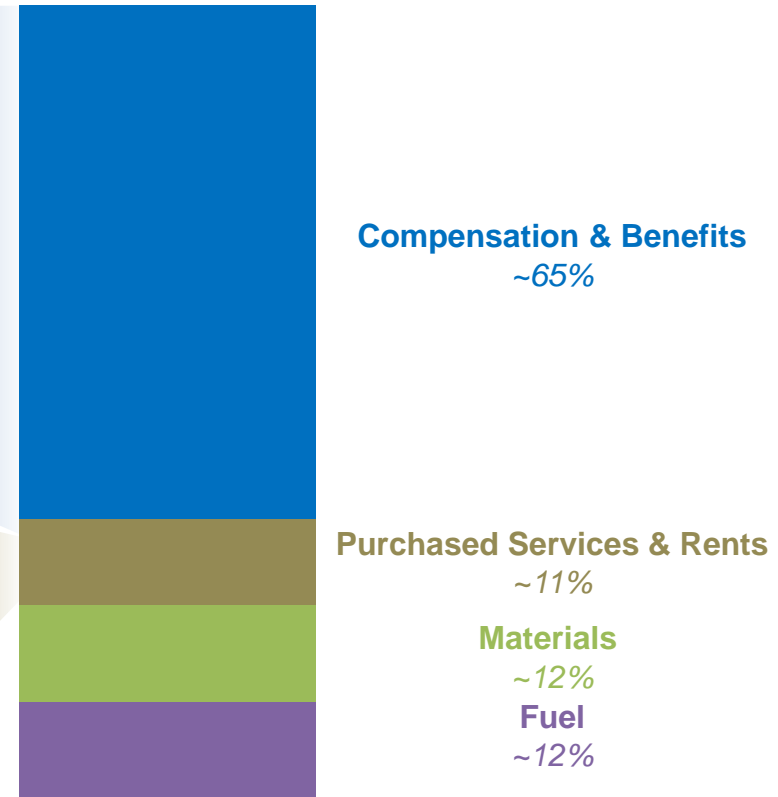 Compensation & Benefits
~65%
Purchased Services & Rents
~11%
Materials
~12%
Fuel
~12%